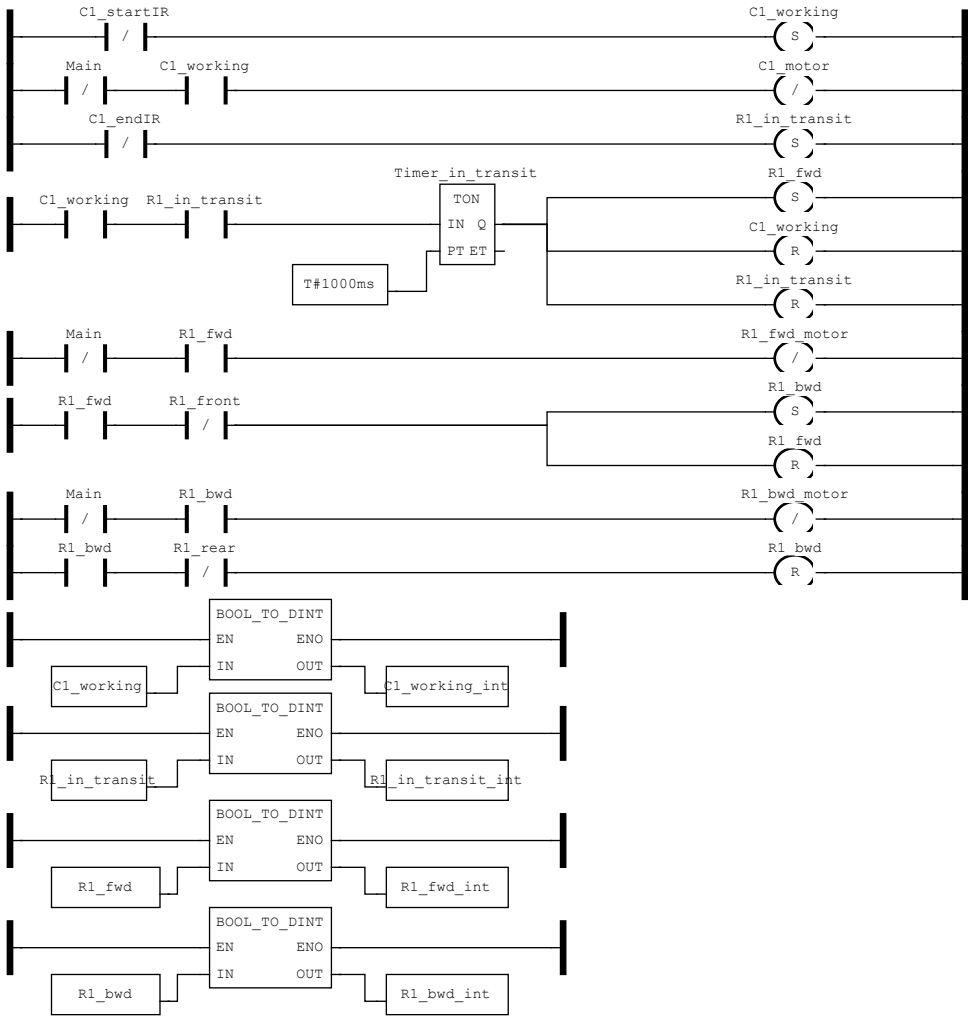 C1_startIR C1_working
/ S
Main C1_working C1_motor
/ /
C1_endIR R1_in_transit
/ S
Timer_in_transit R1_fwd
TON S
C1_working R1_in_transit C1_working
IN Q
PT ET R
R1_in_transit
T#1000ms R
Main R1_fwd R1_fwd_motor
/ /
R1_fwd R1_front R1_bwd
/ S
R1_fwd
R
Main R1_bwd R1_bwd_motor
/ /
R1_bwd R1_rear R1_bwd
/ R
BOOL_TO_DINT
EN ENO
IN OUT
C1_working C1_working_int
BOOL_TO_DINT
EN ENO
IN OUT
R1_in_transit R1_in_transit_int
BOOL_TO_DINT
EN ENO
IN OUT
R1_fwd R1_fwd_int
BOOL_TO_DINT
EN ENO
IN OUT
R1_bwd R1_bwd_int